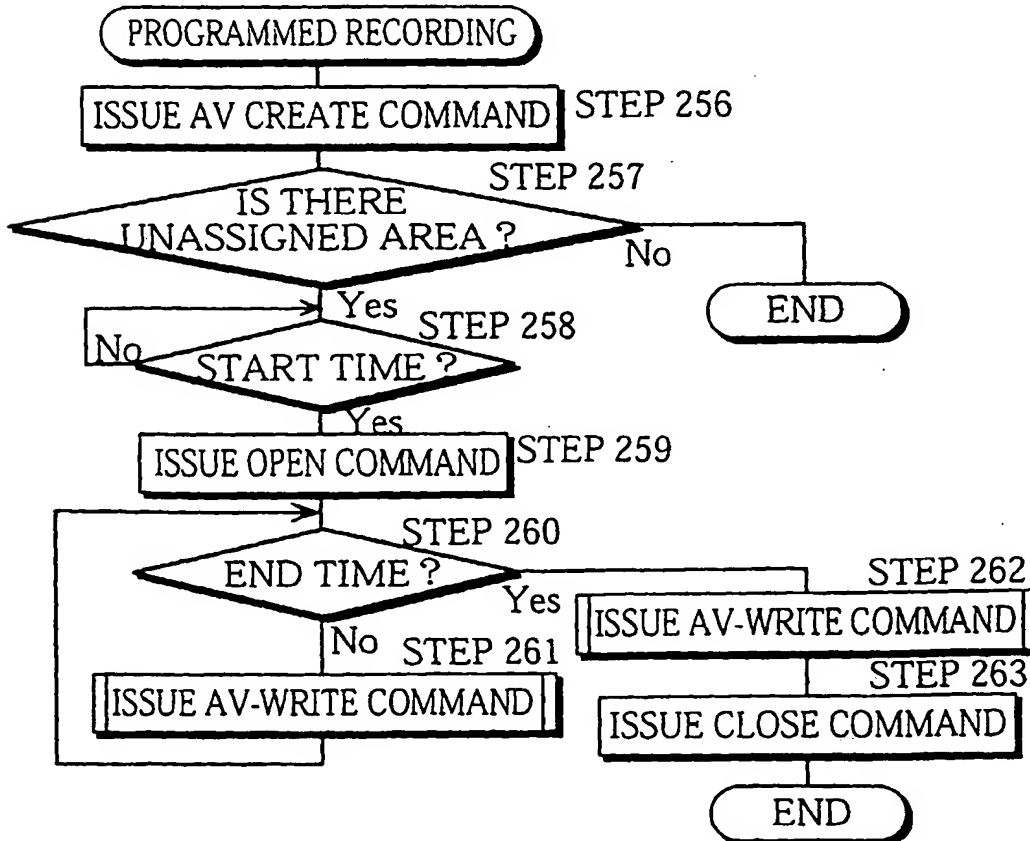 PROGRAMMED RECORDING
ISSUE AV CREATE COMMAND
STEP 256
STEP 257
IS THERE
UNASSIGNED AREA ?
No
END
Yes
STEP 258
No
START TIME ?
Yes
ISSUE OPEN COMMAND
STEP 259
STEP 260
END TIME ?
Yes
STEP 262
ISSUE AV-WRITE COMMAND
No
STEP 261
ISSUE AV-WRITE COMMAND
STEP 263
ISSUE CLOSE COMMAND
END